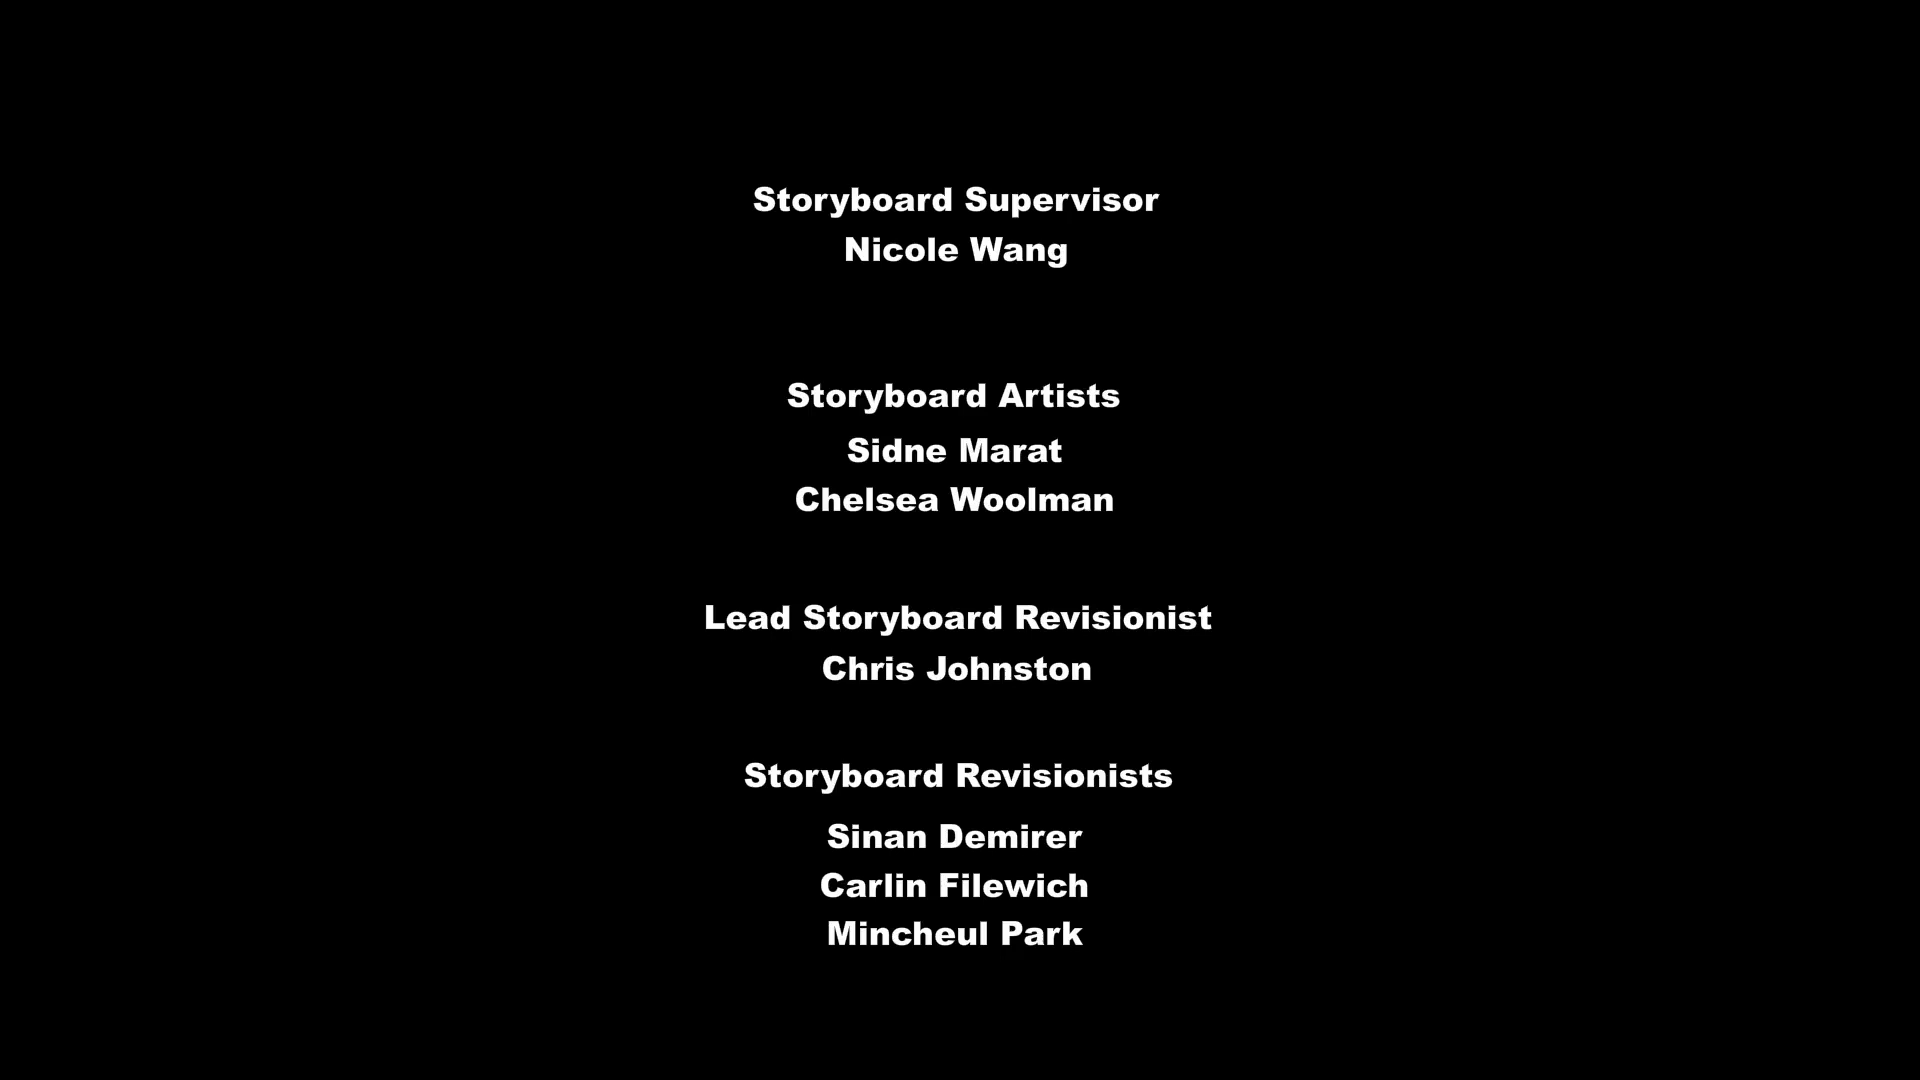 Storyboard Supervisor
Nicole Wang
Storyboard Artists
Sidne Marat
Chelsea Woolman
Lead Storyboard Revisionist
Chris Johnston
Storyboard Revisionists
Sinan Demirer
Carlin Filewich
Mincheul Park